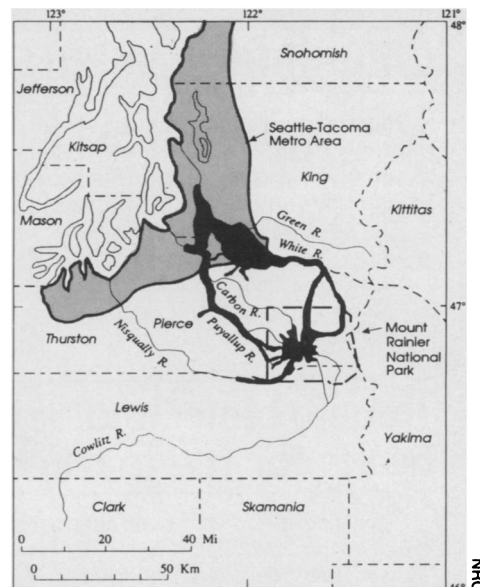 123°
122°
121°
48°
Snohomish
Jefferson
Seattle-Tacoma
Metro Area
Kitsap
King
Kittitas
Mason
Green R.
White R.
47°
Carbon R.
Mount
Rainier
National
Park
Thurston
Pierce
Nisqually R.
Puyallup R.
Lewis
Yakima
Cowlitz R.
Clark
Skamania
0 20 40 Mi
0 50 Km